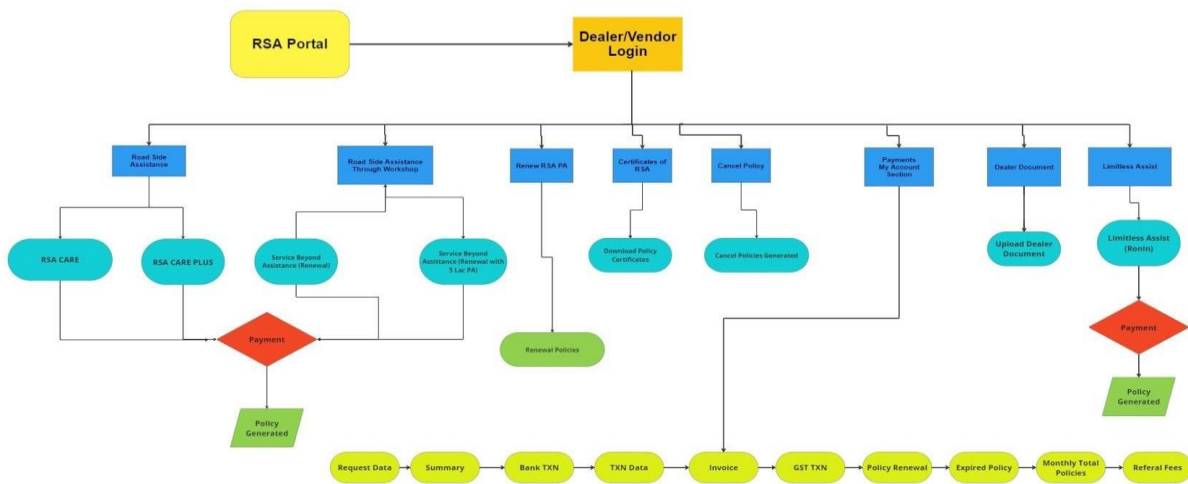 RSA Portal
Dealer/Vendor
Login
Road Side
Assistance
Road Side Assistance
Through Workshop
Renew RSA PA
Certificates of
RSA
Cancel Policy
Payments
My Account
Section
Dealer Document
Limitless Assist
RSA CARE
RSA CARE PLUS
Service Beyond
Assistance (Renewal)
Service Beyond
Assistance (Renewal with
5 Lac PA)
Download Policy
Certificates
Cancel Policies Generated
Upload Dealer
Document
Limitless Assist
(Ronin)
Payment
Renewal Policies
Payment
Policy
Generated
Policy
Generated
Request Data
Summary
Bank TXN
TXN Data
Invoice
GST TXN
Policy Renewal
Expired Policy
Monthly Total
Policies
Referal Fees